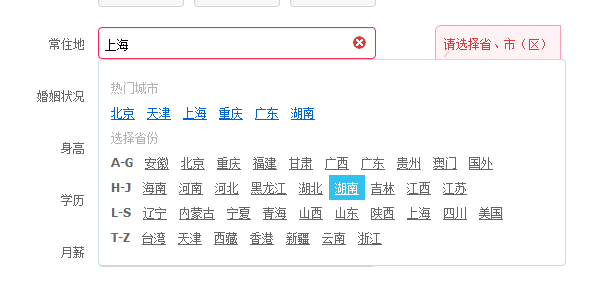 常住地 上海 请选择省、市（区）
热门城市
婚姻状况
北京 天津 上海 重庆 广东 湖南
选择省份
身高
A-G 安徽 北京 重庆 福建 甘肃 广西 广东 贵州 澳门 国外
H-J 海南 河南 河北 黑龙江 湖北 湖南 吉林 江西 江苏
学历
L-S 辽宁 内蒙古 宁夏 青海 山西 山东 陕西 上海 四川 美国
T-Z 台湾 天津 西藏 香港 新疆 云南 浙江
月薪